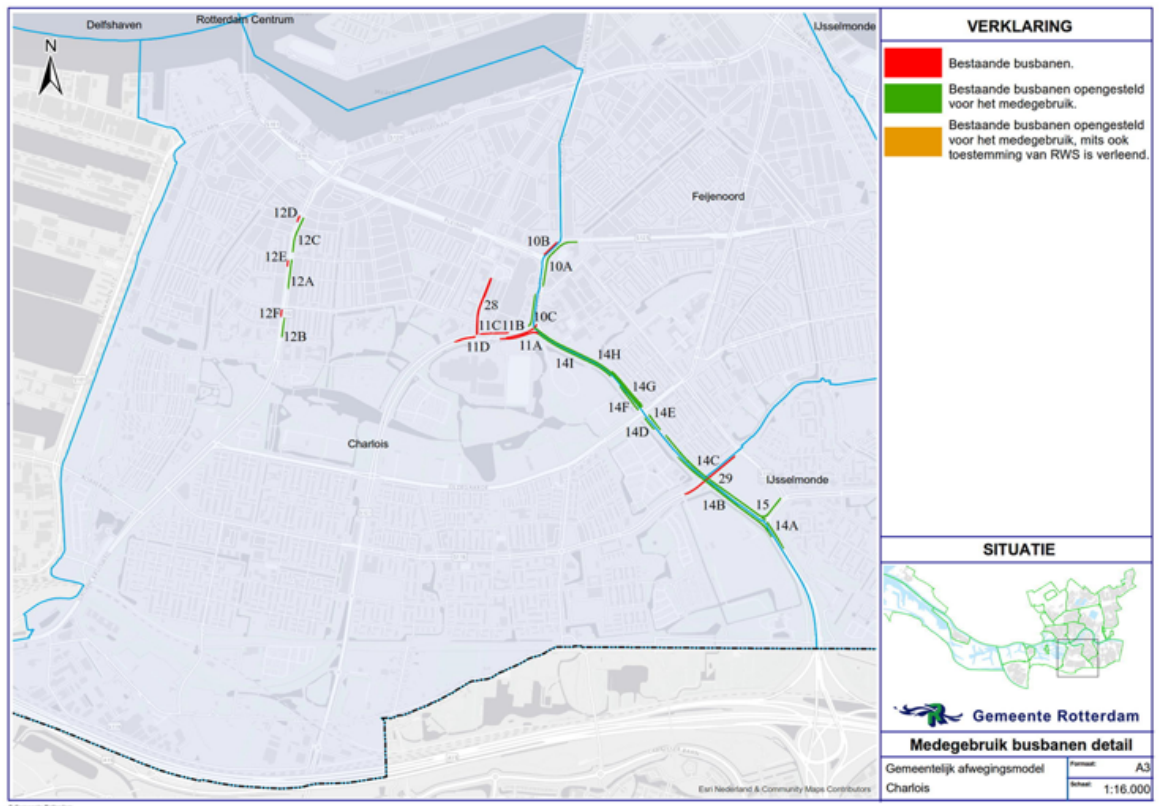 Delfshaven
Rotterdam Centrum
IJsselmonde
N
Feijenoord
12D
12C
12E
12A
12F
12B
10B
10A
28
10C
11C
11B
11D
11A
14H
14I
14G
14F
14E
14D
Charlois
14C
29
IJsselmonde
14B
15
14A
Esri Nederland & Community Maps Contributors
VERKLARING
Bestaande busbanen.
Bestaande busbanen opengesteld
voor het medegebruik.
Bestaande busbanen opengesteld
voor het medegebruik, mits ook
toestemming van RWS is verleend.
SITUATIE
Gemeente Rotterdam
Medegebruik busbanen detail
Gemeentelijk afwegingsmodel
Charlois
Formaat:
A3
Schaal:
1:16.000